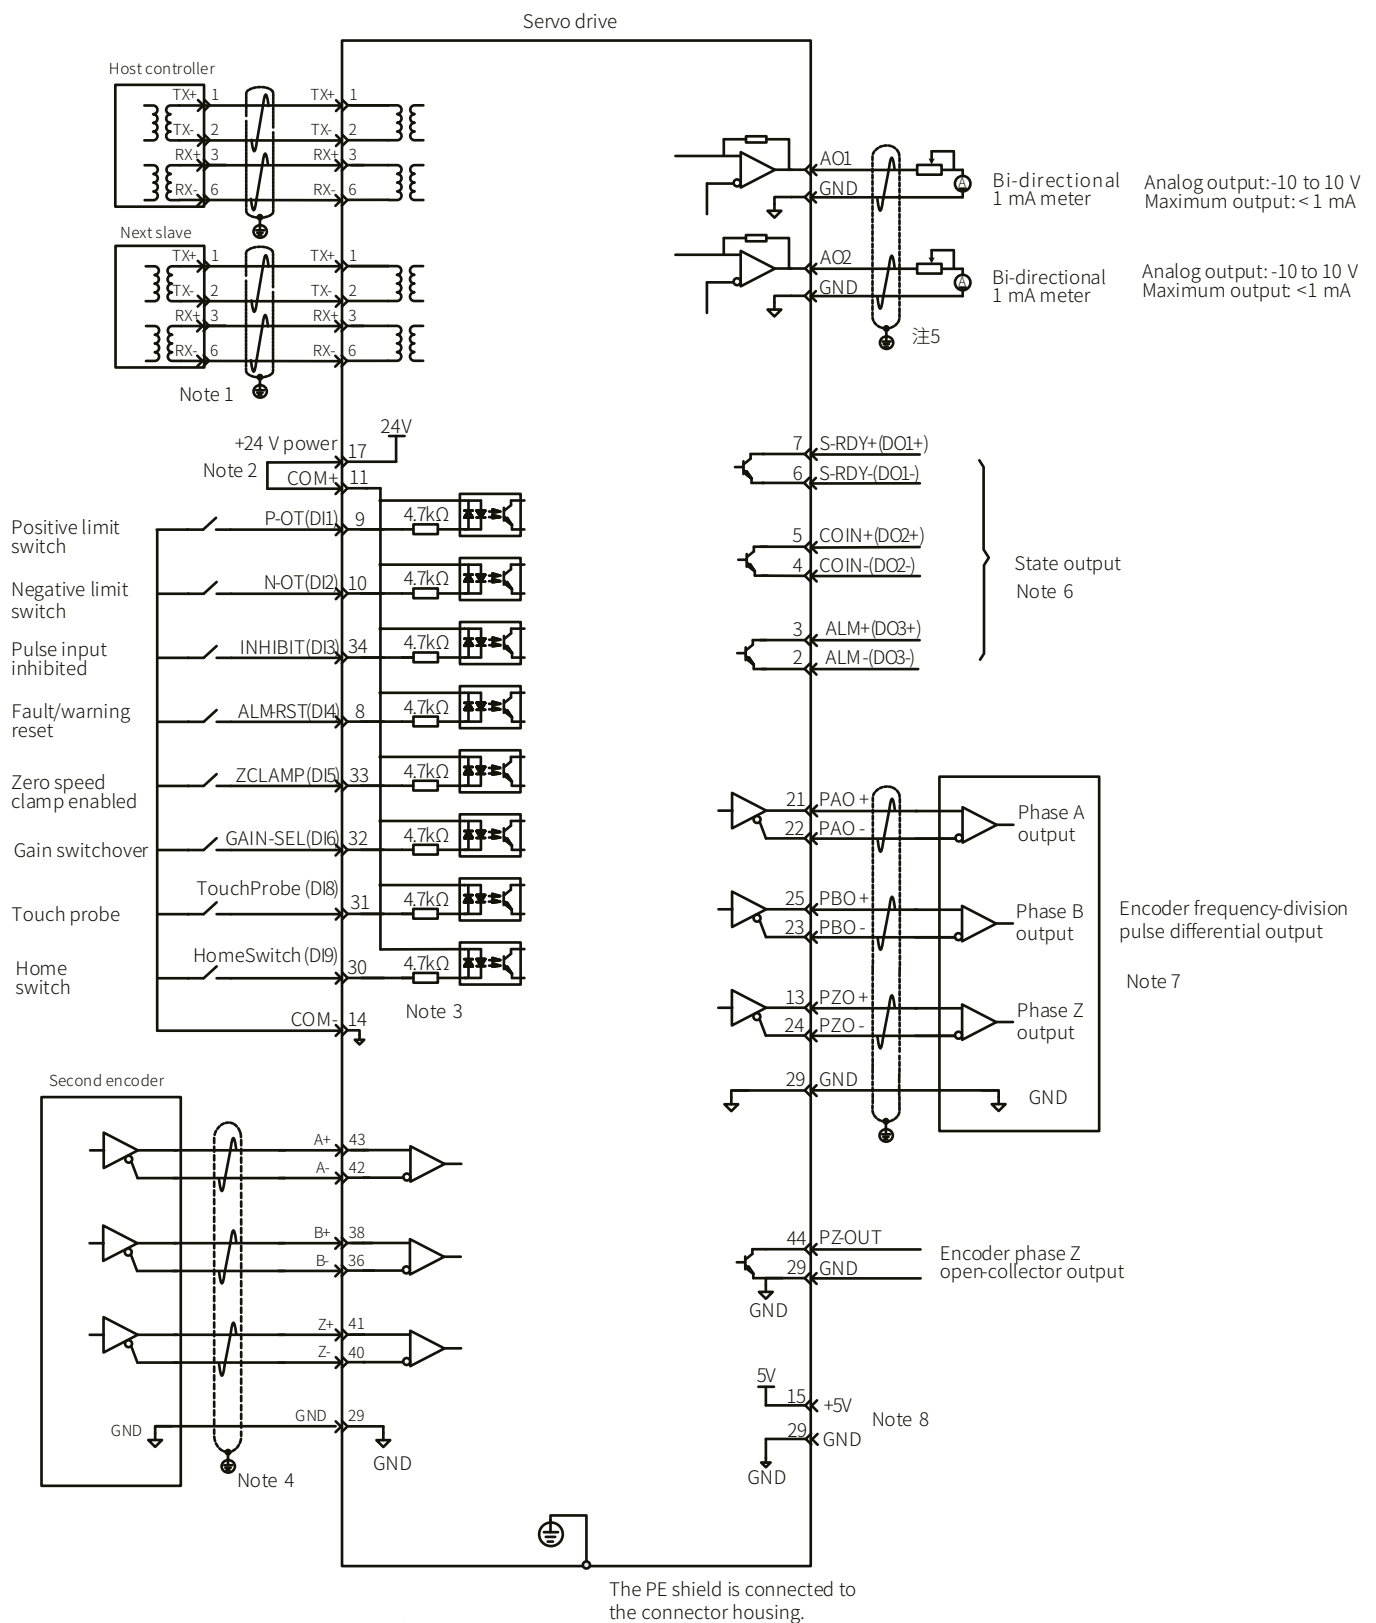 Servo drive
Host controller
TX+ 1 TX+ 1
TX- 2 TX- 2
RX+ 3 RX+ 3
RX- 6 RX- 6
Next slave
TX+ 1 TX+ 1
TX- 2 TX- 2
RX+ 3 RX+ 3
RX- 6 RX- 6
Note 1
+24 V power 17 24V
Note 2
COM+ 11
Positive limit
switch
P-OT(DI1) 9 4.7kΩ
Negative limit
switch
N-OT(DI2) 10 4.7kΩ
Pulse input
inhibited
INHIBIT(DI3) 34 4.7kΩ
Fault/warning
reset
ALM-RST(DI4) 8 4.7kΩ
Zero speed
clamp enabled
ZCLAMP(DI5) 33 4.7kΩ
Gain switchover
GAIN-SEL(DI6) 32 4.7kΩ
Touch probe
TouchProbe (DI8) 31 4.7kΩ
Home
switch
HomeSwitch (DI9) 30 4.7kΩ
Note 3
COM- 14
Second encoder
A+ 43
A- 42
B+ 38
B- 36
Z+ 41
Z- 40
GND GND 29
GND
Note 4
AO1
GND
A
Bi-directional
1 mA meter
Analog output:-10 to 10 V
Maximum output: < 1 mA
AO2
GND
A
Bi-directional
1 mA meter
Analog output: -10 to 10 V
Maximum output: <1 mA
注5
7 S-RDY+(DO1+)
6 S-RDY-(DO1-)
5 COIN+(DO2+)
4 COIN-(DO2-)
3 ALM+(DO3+)
2 ALM-(DO3-)
State output
Note 6
21 PAO +
22 PAO -
Phase A
output
25 PBO +
23 PBO -
Phase B
output
13 PZO +
24 PZO -
Phase Z
output
29 GND
GND
Encoder frequency-division
pulse differential output
Note 7
44 PZ-OUT
29 GND
GND
Encoder phase Z
open-collector output
5V
15 +5V
29 GND
GND
Note 8
The PE shield is connected to
the connector housing.